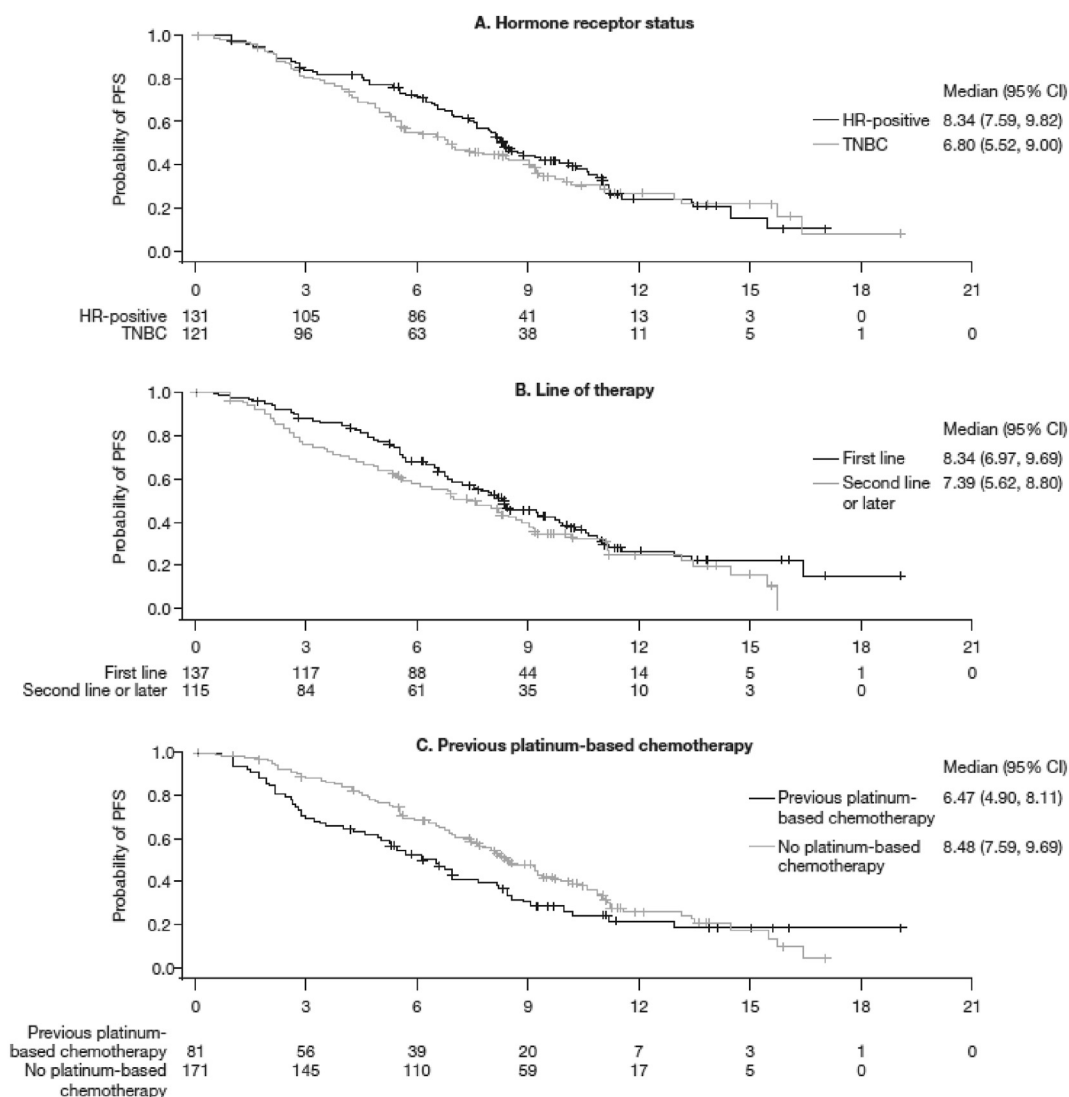 A. Hormone receptor status
Probability of PFS
1.0
0.8
0.6
0.4
0.2
0.0
Median (95% CI)
HR-positive 8.34 (7.59, 9.82)
TNBC 6.80 (5.52, 9.00)
0 3 6 9 12 15 18 21
HR-positive 131 105 86 41 13 3 0
TNBC 121 96 63 38 11 5 1 0
B. Line of therapy
Probability of PFS
1.0
0.8
0.6
0.4
0.2
0.0
Median (95% CI)
First line 8.34 (6.97, 9.69)
Second line 7.39 (5.62, 8.80)
or later
0 3 6 9 12 15 18 21
First line 137 117 88 44 14 5 1 0
Second line or later 115 84 61 35 10 3 0
C. Previous platinum-based chemotherapy
Probability of PFS
1.0
0.8
0.6
0.4
0.2
0.0
Median (95% CI)
Previous platinum- 6.47 (4.90, 8.11)
based chemotherapy
No platinum-based 8.48 (7.59, 9.69)
chemotherapy
0 3 6 9 12 15 18 21
Previous platinum-
based chemotherapy 81 56 39 20 7 3 1 0
No platinum-based 171 145 110 59 17 5 0
chemotherapy